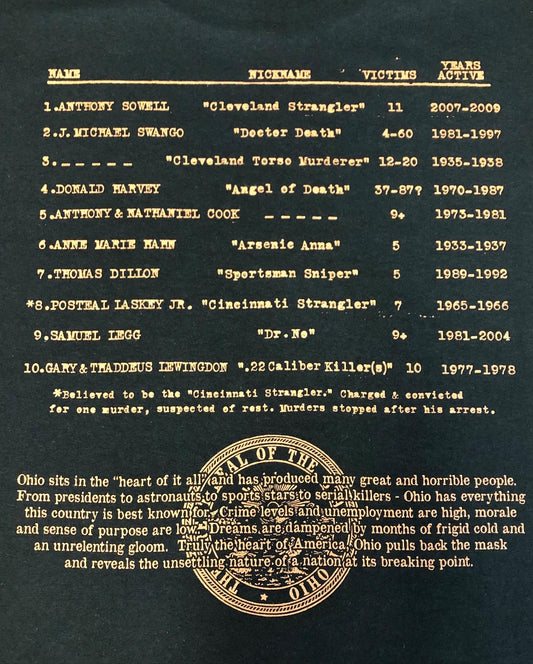 NAME NICKNAME VICTIMS YEARS ACTIVE
1.ANTHONY SOWELL "Cleveland Strangler" 11 2007-2009
2.J.MICHAEL SWANGO "Doctor Death" 4-60 1981-1997
3._ _ _ _ _ "Cleveland Torso Murderer" 12-20 1935-1938
4.DONALD HARVEY "Angel of Death" 37-87? 1970-1987
5.ANTHONY & NATHANIEL COOK _ _ _ _ _ 9+ 1973-1981
6.ANNE MARIE HAHN "Arsenic Anna" 5 1933-1937
7.THOMAS DILLON "Sportsman Sniper" 5 1989-1992
*8.POSTEAL LASKEY JR. "Cincinnati Strangler" 7 1965-1966
9.SAMUEL LEGG "Dr.No" 9+ 1981-2004
10.GARY & THADDEUS LEWINGDON ".22 Caliber Killer(s)" 10 1977-1978
*Believed to be the "Cincinnati Strangler." Charged & convicted
for one murder, suspected of rest. Murders stopped after his arrest.
Ohio sits in the "heart of it all" and has produced many great and horrible people.
From presidents to astronauts to sports stars to serial killers - Ohio has everything
this country is best known for. Crime levels and unemployment are high, morale
and sense of purpose are low. Dreams are dampened by months of frigid cold and
an unrelenting gloom. Truly the heart of America, Ohio pulls back the mask
and reveals the unsettling nature of a nation at its breaking point.
THE SEAL OF THE
OHIO